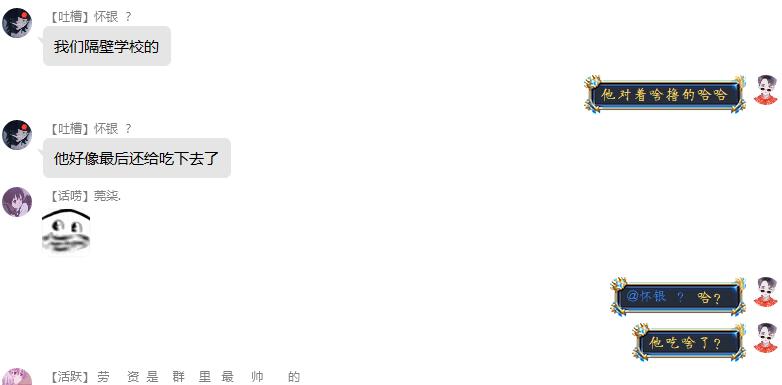 【吐槽】怀银 ？
我们隔壁学校的
他对着啥撸的哈哈
【吐槽】怀银 ？
他好像最后还给吃下去了
【话唠】莞柒.
@怀银 ？ 哈?
他吃啥了?
【活跃】劳 资 是 群 里 最 帅 的